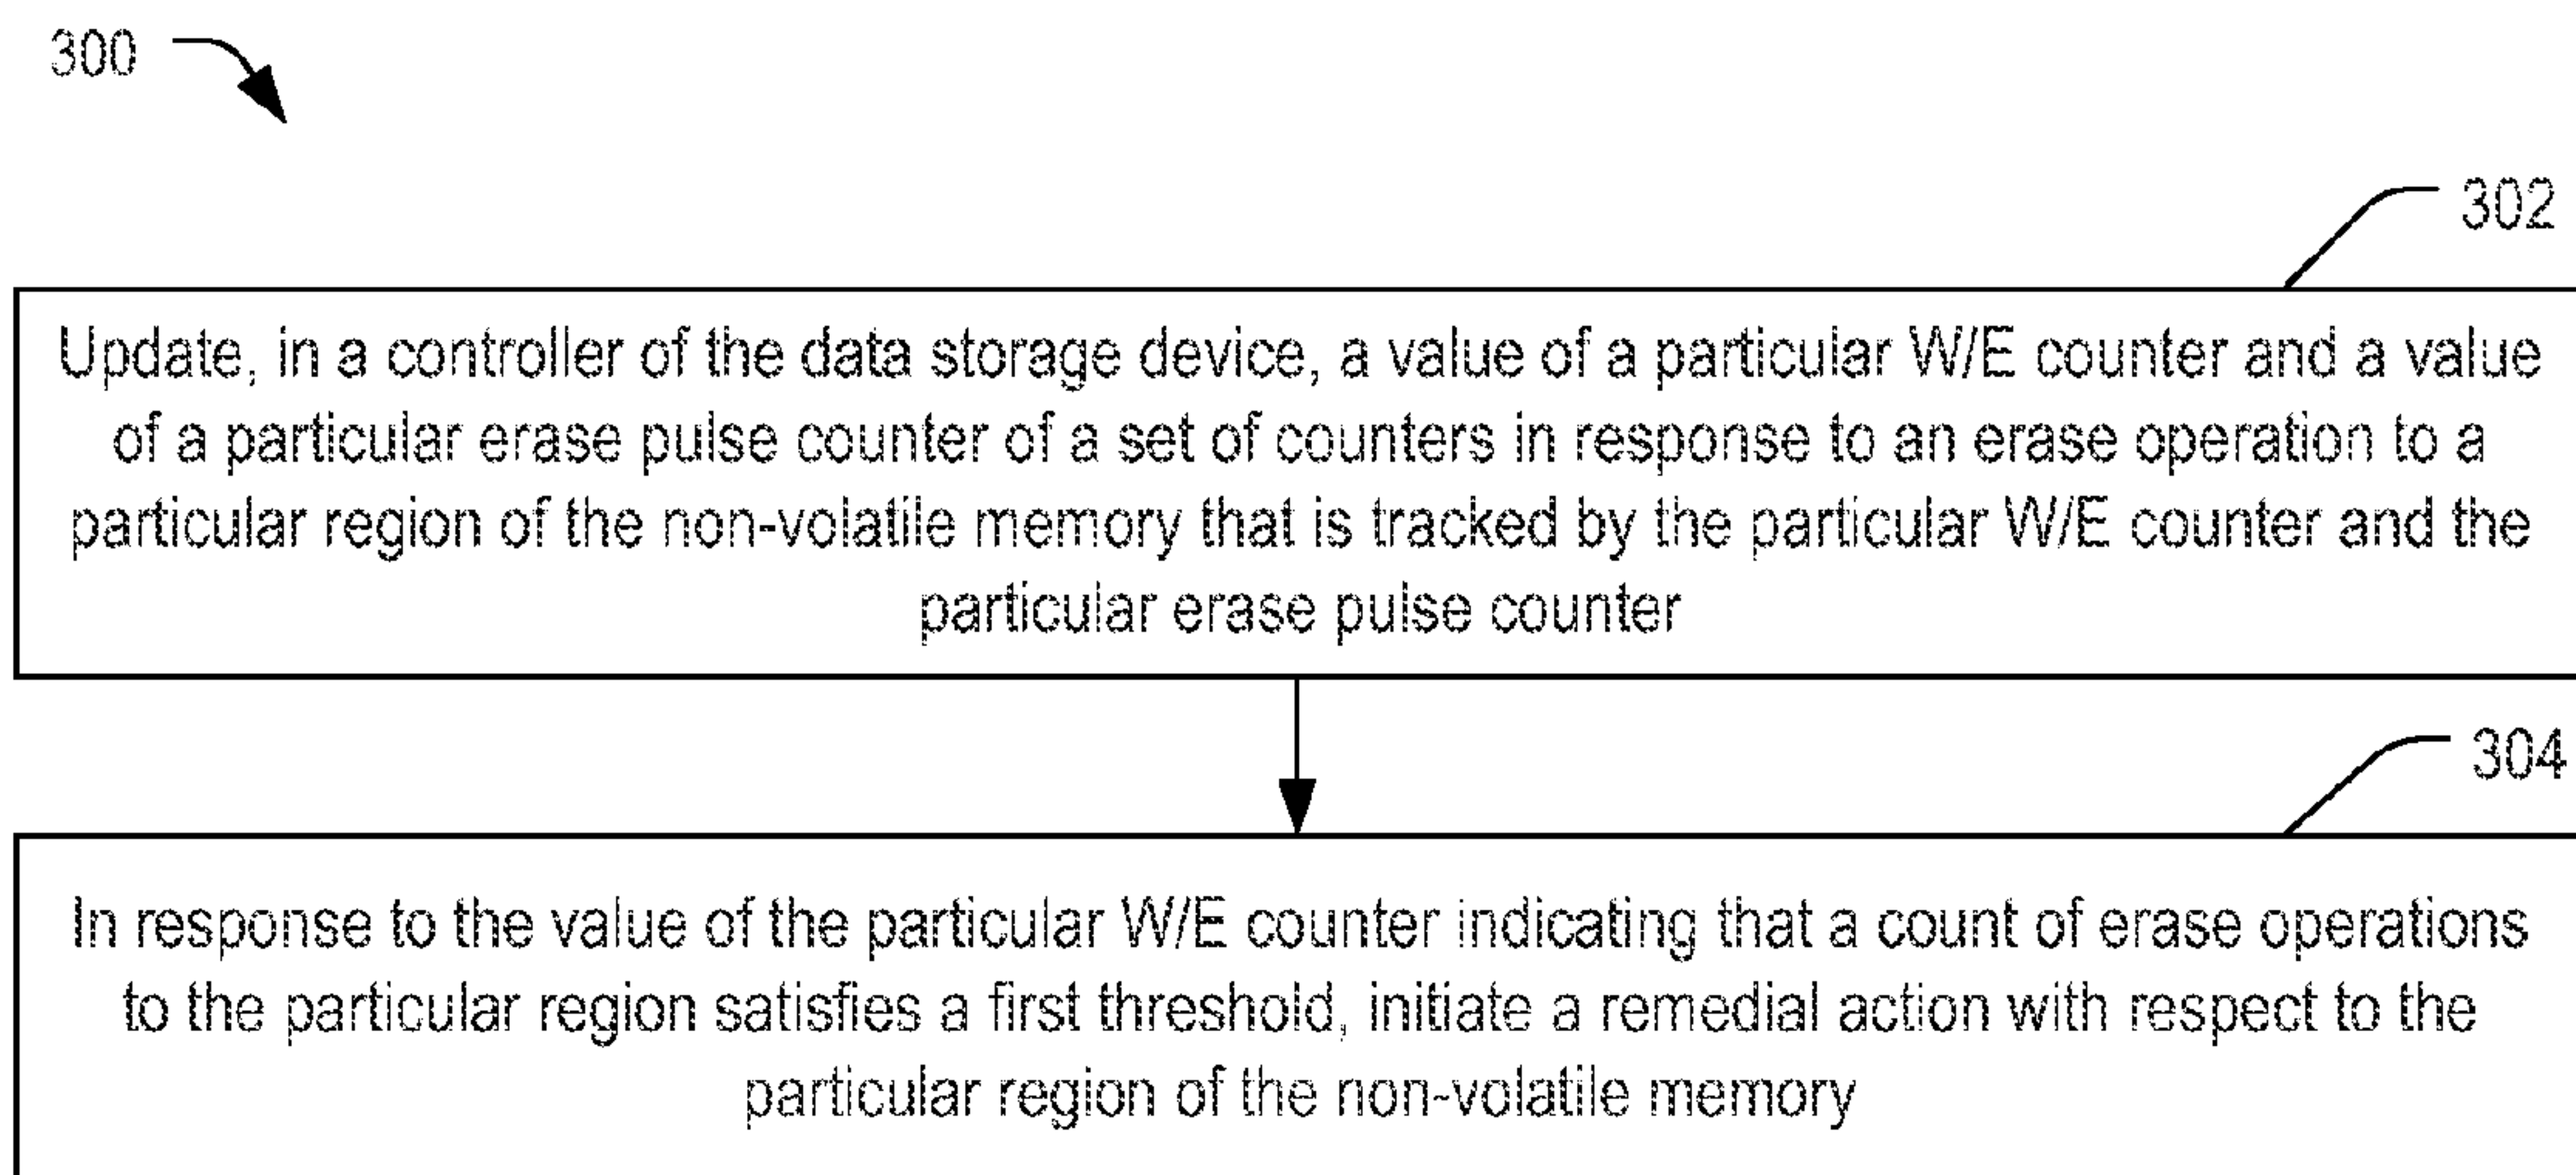 300
302
Update, in a controller of the data storage device, a value of a particular W/E counter and a value
of a particular erase pulse counter of a set of counters in response to an erase operation to a
particular region of the non-volatile memory that is tracked by the particular W/E counter and the
particular erase pulse counter
304
In response to the value of the particular W/E counter indicating that a count of erase operations
to the particular region satisfies a first threshold, initiate a remedial action with respect to the
particular region of the non-volatile memory